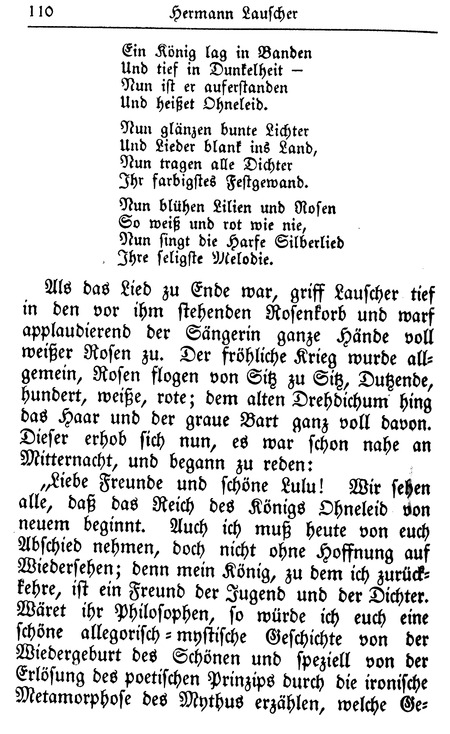 110 Hermann Lauscher
Ein König lag in Banden
Und tief in Dunkelheit —
Nun ist er auferstanden
Und heißet Ohneleid.
Nun glänzen bunte Lichter
Und Lieder blank ins Land,
Nun tragen alle Dichter
Ihr farbigstes Festgewand.
Nun blühen Lilien und Rosen
So weiß und rot wie nie,
Nun singt die Harfe Silberlied
Ihre seligste Melodie.
Als das Lied zu Ende war, griff Lauscher tief
in den vor ihm stehenden Rosenkorb und warf
applaudierend der Sängerin ganze Hände voll
weißer Rosen zu. Der fröhliche Krieg wurde all-
gemein, Rosen flogen von Sitz zu Sitz, Dutzende,
hundert, weiße, rote; dem alten Drehdichum hing
das Haar und der graue Bart ganz voll davon.
Dieser erhob sich nun, es war schon nahe an
Mitternacht, und begann zu reden:
„Liebe Freunde und schöne Lulu! Wir sehen
alle, daß das Reich des Königs Ohneleid von
neuem beginnt. Auch ich muß heute von euch
Abschied nehmen, doch nicht ohne Hoffnung auf
Wiedersehen; denn mein König, zu dem ich zurück-
kehre, ist ein Freund der Jugend und der Dichter.
Wäret ihr Philosophen, so würde ich euch eine
schöne allegorisch-mystische Geschichte von der
Wiedergeburt des Schönen und speziell von der
Erlösung des poetischen Prinzips durch die ironische
Metamorphose des Mythus erzählen, welche Ge-